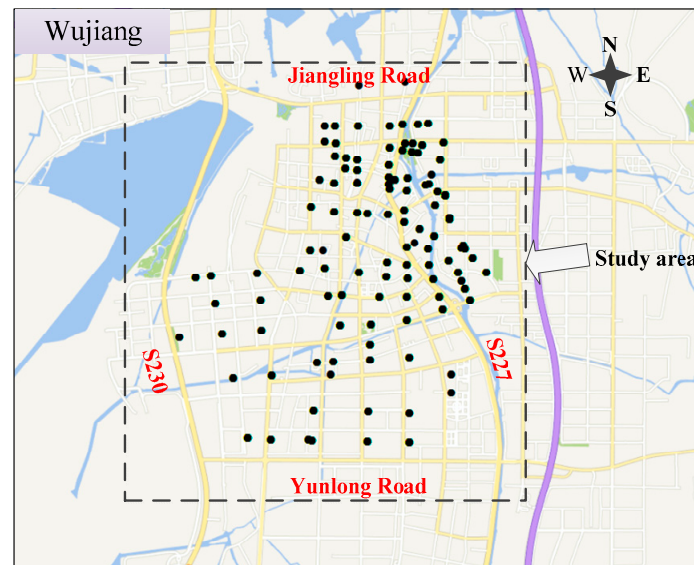 Wujiang
N
W E
S
Jiangling Road
Study area
S230
S227
Yunlong Road